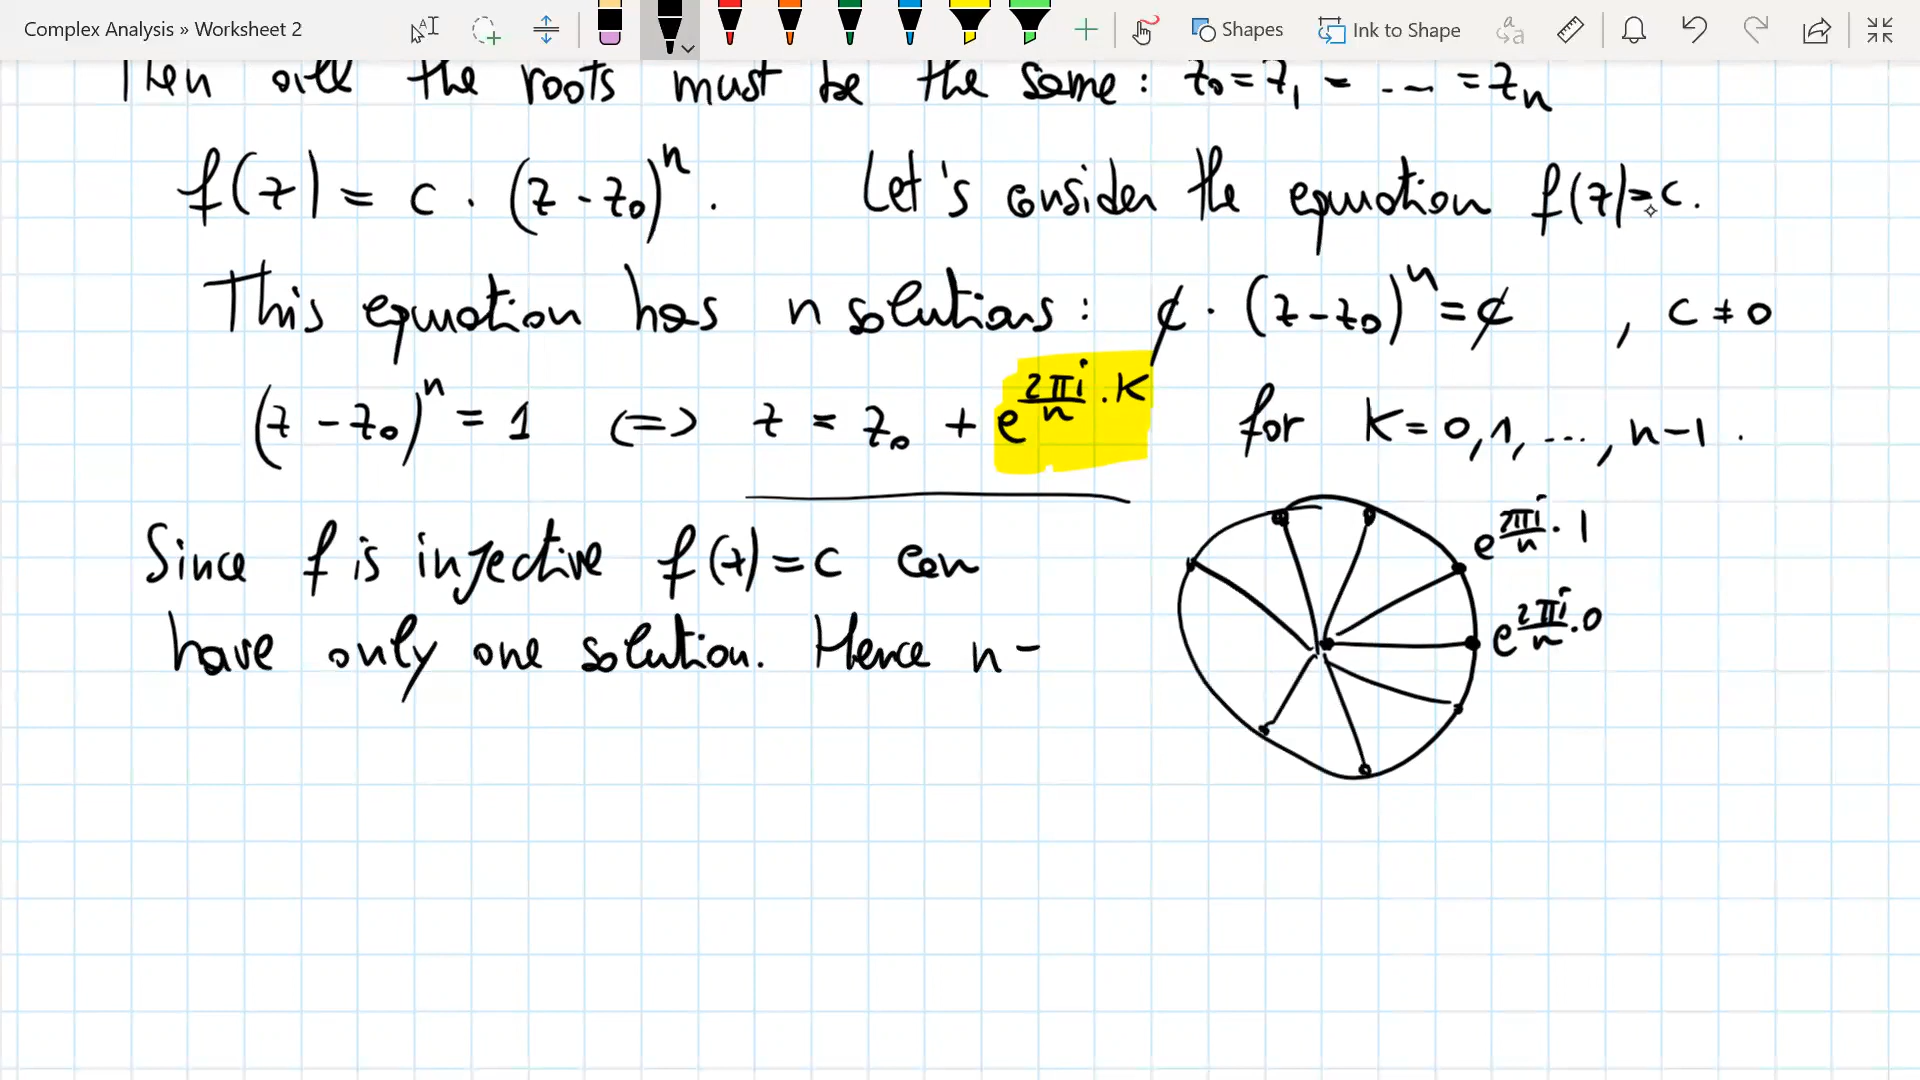 Complex Analysis » Worksheet 2
Shapes
Ink to Shape
Then all the roots must be the same: z₀ = z₁ = ... = zₙ
f(z) = c · (z - z₀)ⁿ. Let's consider the equation f(z)=c.
This equation has n solutions: c · (z - z₀)ⁿ = c , c ≠ 0
(z - z₀)ⁿ = 1 <=> z = z₀ + e^(2πi/n · K) for K = 0,1, ..., n-1 .
e^(2πi/n · 1)
Since f is injective f(z) = c can
e^(2πi/n · 0)
have only one solution. Hence n -